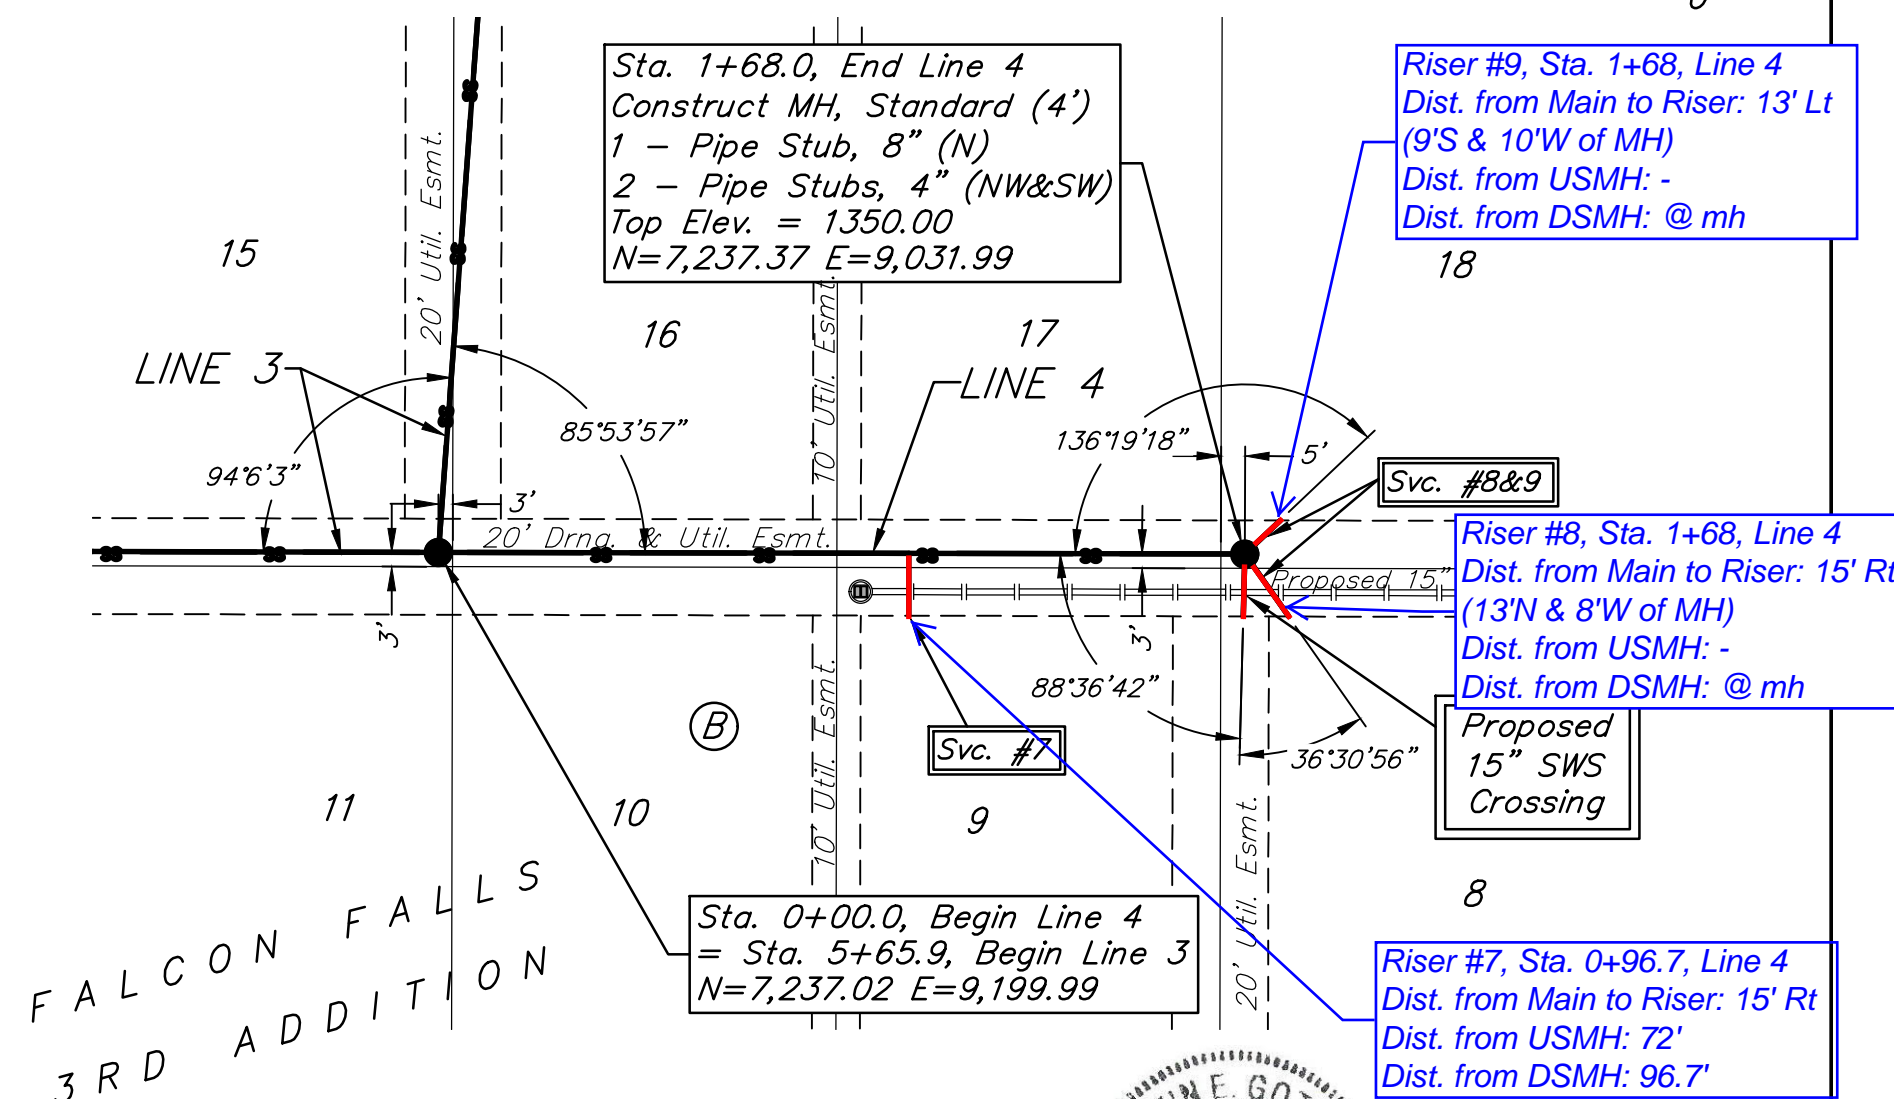 Sta. 1+68.0, End Line 4
Construct MH, Standard (4')
1 - Pipe Stub, 8" (N)
2 - Pipe Stubs, 4" (NW&SW)
Top Elev. = 1350.00
N=7,237.37 E=9,031.99
Riser #9, Sta. 1+68, Line 4
Dist. from Main to Riser: 13' Lt
(9'S & 10'W of MH)
Dist. from USMH: -
Dist. from DSMH: @ mh
20' Util. Esmt.
15
16
10' Util. Esmt.
17
18
LINE 3
LINE 4
85°53'57"
94°6'3"
136°19'18"
5'
3'
Svc. #8&9
20' Drng. & Util. Esmt.
Proposed 15"
Riser #8, Sta. 1+68, Line 4
Dist. from Main to Riser: 15' Rt
(13'N & 8'W of MH)
Dist. from USMH: -
Dist. from DSMH: @ mh
3'
3'
88°36'42"
36°30'56"
B
Svc. #7
Proposed
15" SWS
Crossing
10' Util. Esmt.
20' Util. Esmt.
11
10
9
8
Sta. 0+00.0, Begin Line 4
= Sta. 5+65.9, Begin Line 3
N=7,237.02 E=9,199.99
FALCON FALLS
3RD ADDITION
Riser #7, Sta. 0+96.7, Line 4
Dist. from Main to Riser: 15' Rt
Dist. from USMH: 72'
Dist. from DSMH: 96.7'